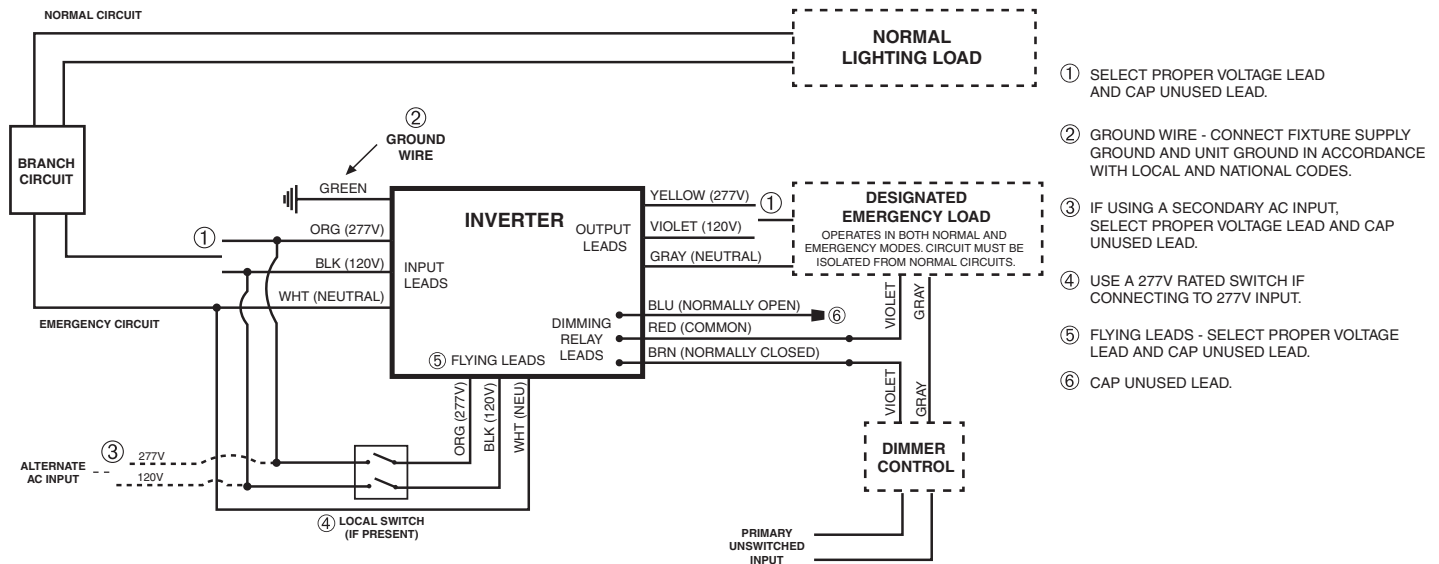 NORMAL CIRCUIT
NORMAL
LIGHTING LOAD
BRANCH
CIRCUIT
②
GROUND
WIRE
GREEN
①
ORG (277V)
BLK (120V)
WHT (NEUTRAL)
EMERGENCY CIRCUIT
INVERTER
INPUT
LEADS
OUTPUT
LEADS
YELLOW (277V)
①
VIOLET (120V)
GRAY (NEUTRAL)
DESIGNATED
EMERGENCY LOAD
OPERATES IN BOTH NORMAL AND
EMERGENCY MODES. CIRCUIT MUST BE
ISOLATED FROM NORMAL CIRCUITS.
DIMMING
RELAY
LEADS
BLU (NORMALLY OPEN)
⑥
RED (COMMON)
BRN (NORMALLY CLOSED)
VIOLET
GRAY
VIOLET
GRAY
⑤ FLYING LEADS
ORG (277V)
BLK (120V)
WHT (NEU)
ALTERNATE
AC INPUT
③
277V
120V
④ LOCAL SWITCH
(IF PRESENT)
DIMMER
CONTROL
PRIMARY
UNSWITCHED
INPUT
① SELECT PROPER VOLTAGE LEAD
AND CAP UNUSED LEAD.
② GROUND WIRE - CONNECT FIXTURE SUPPLY
GROUND AND UNIT GROUND IN ACCORDANCE
WITH LOCAL AND NATIONAL CODES.
③ IF USING A SECONDARY AC INPUT,
SELECT PROPER VOLTAGE LEAD AND CAP
UNUSED LEAD.
④ USE A 277V RATED SWITCH IF
CONNECTING TO 277V INPUT.
⑤ FLYING LEADS - SELECT PROPER VOLTAGE
LEAD AND CAP UNUSED LEAD.
⑥ CAP UNUSED LEAD.